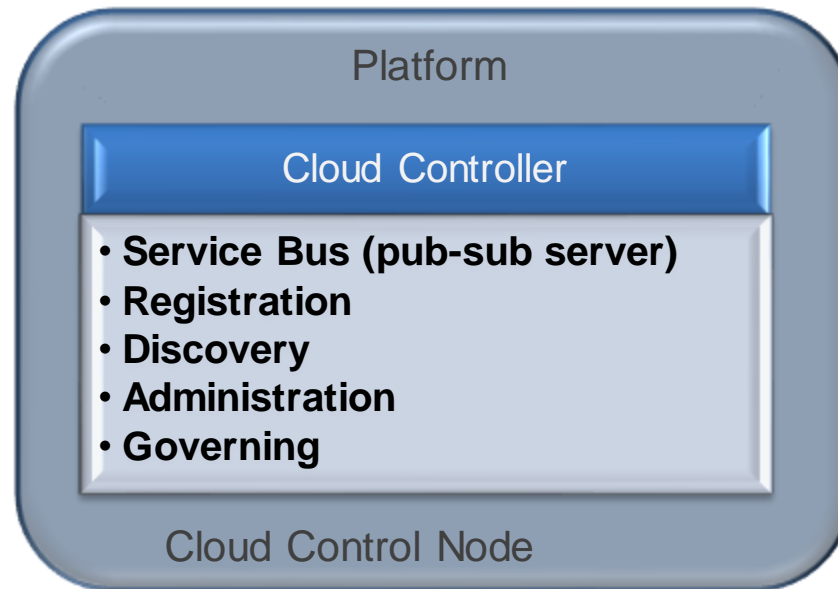 Platform
Cloud Controller
• Service Bus (pub-sub server)
• Registration
• Discovery
• Administration
• Governing
Cloud Control Node